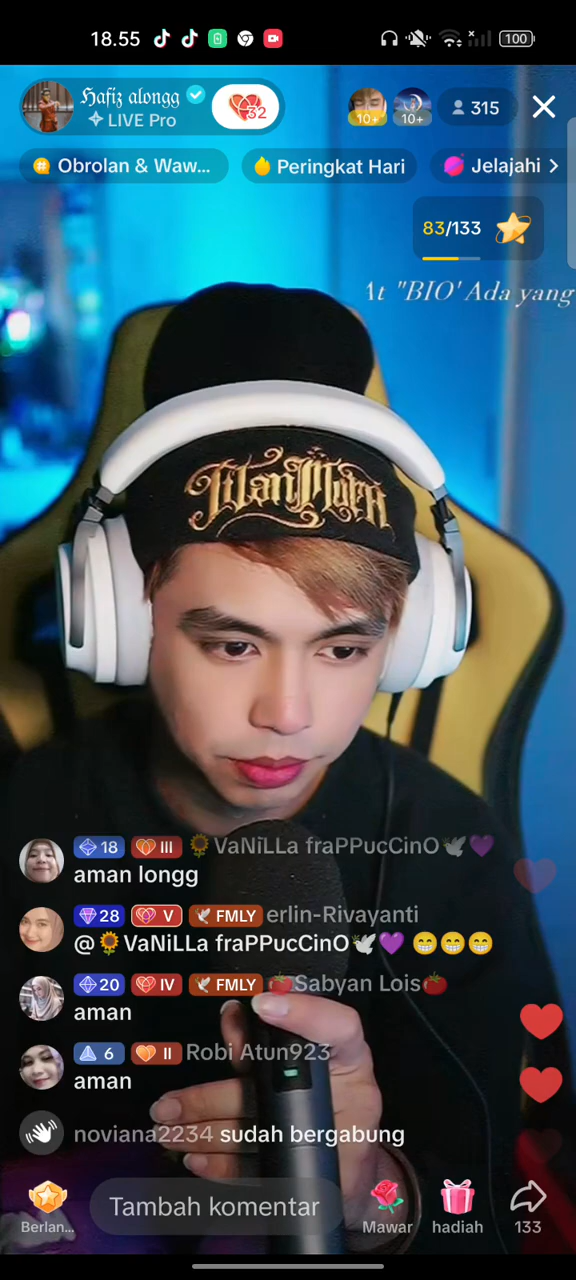 18.55
100
ℌafiz alongg
LIVE Pro
32
10+
10+
315
Obrolan & Waw...
Peringkat Hari
Jelajahi
83/133
"BIO' Ada yang
18 III 🌻VaNiLLa fraPPucCinO🕊💜
aman longg
28 V FMLY erlin-Rivayanti
@🌻VaNiLLa fraPPucCinO🕊💜 😁😁😁
20 IV FMLY 🍅Sabyan Lois🍅
aman
6 II Robi Atun923
aman
noviana2234 sudah bergabung
Berlan...
Tambah komentar
Mawar
hadiah
133